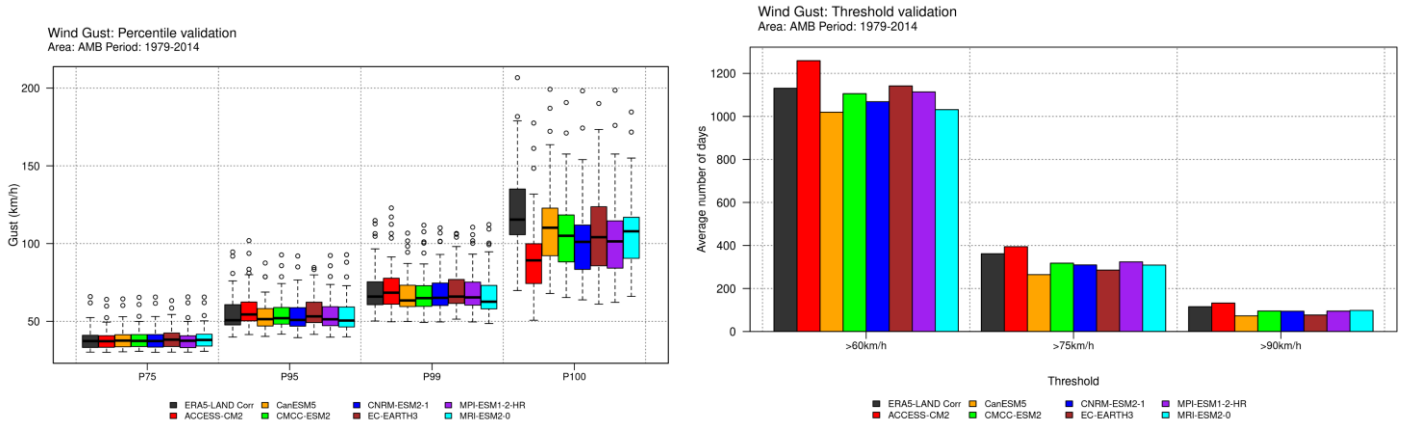 Wind Gust: Percentile validation
Area: AMB Period: 1979-2014
Gust (km/h)
200
150
100
50
P75 P95 P99 P100
ERA5-LAND Corr CanESM5 CNRM-ESM2-1 MPI-ESM1-2-HR
ACCESS-CM2 CMCC-ESM2 EC-EARTH3 MRI-ESM2-0
Wind Gust: Threshold validation
Area: AMB Period: 1979-2014
Average number of days
1200
1000
800
600
400
200
0
>60km/h >75km/h >90km/h
Threshold
ERA5-LAND Corr CanESM5 CNRM-ESM2-1 MPI-ESM1-2-HR
ACCESS-CM2 CMCC-ESM2 EC-EARTH3 MRI-ESM2-0